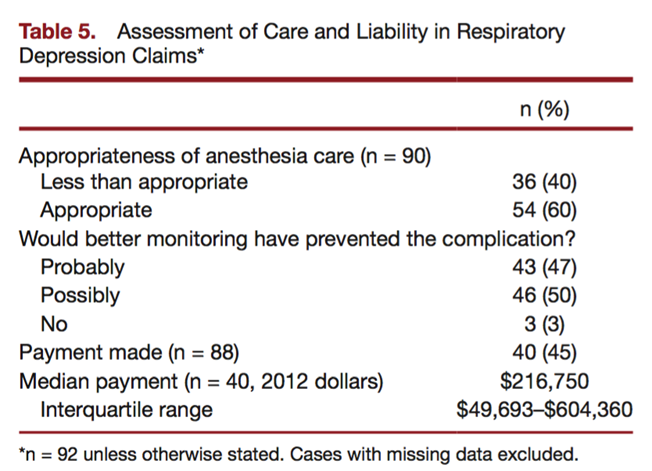 Table 5. Assessment of Care and Liability in Respiratory
Depression Claims*
n (%)
Appropriateness of anesthesia care (n = 90)
Less than appropriate 36 (40)
Appropriate 54 (60)
Would better monitoring have prevented the complication?
Probably 43 (47)
Possibly 46 (50)
No 3 (3)
Payment made (n = 88) 40 (45)
Median payment (n = 40, 2012 dollars) $216,750
Interquartile range $49,693–$604,360
*n = 92 unless otherwise stated. Cases with missing data excluded.